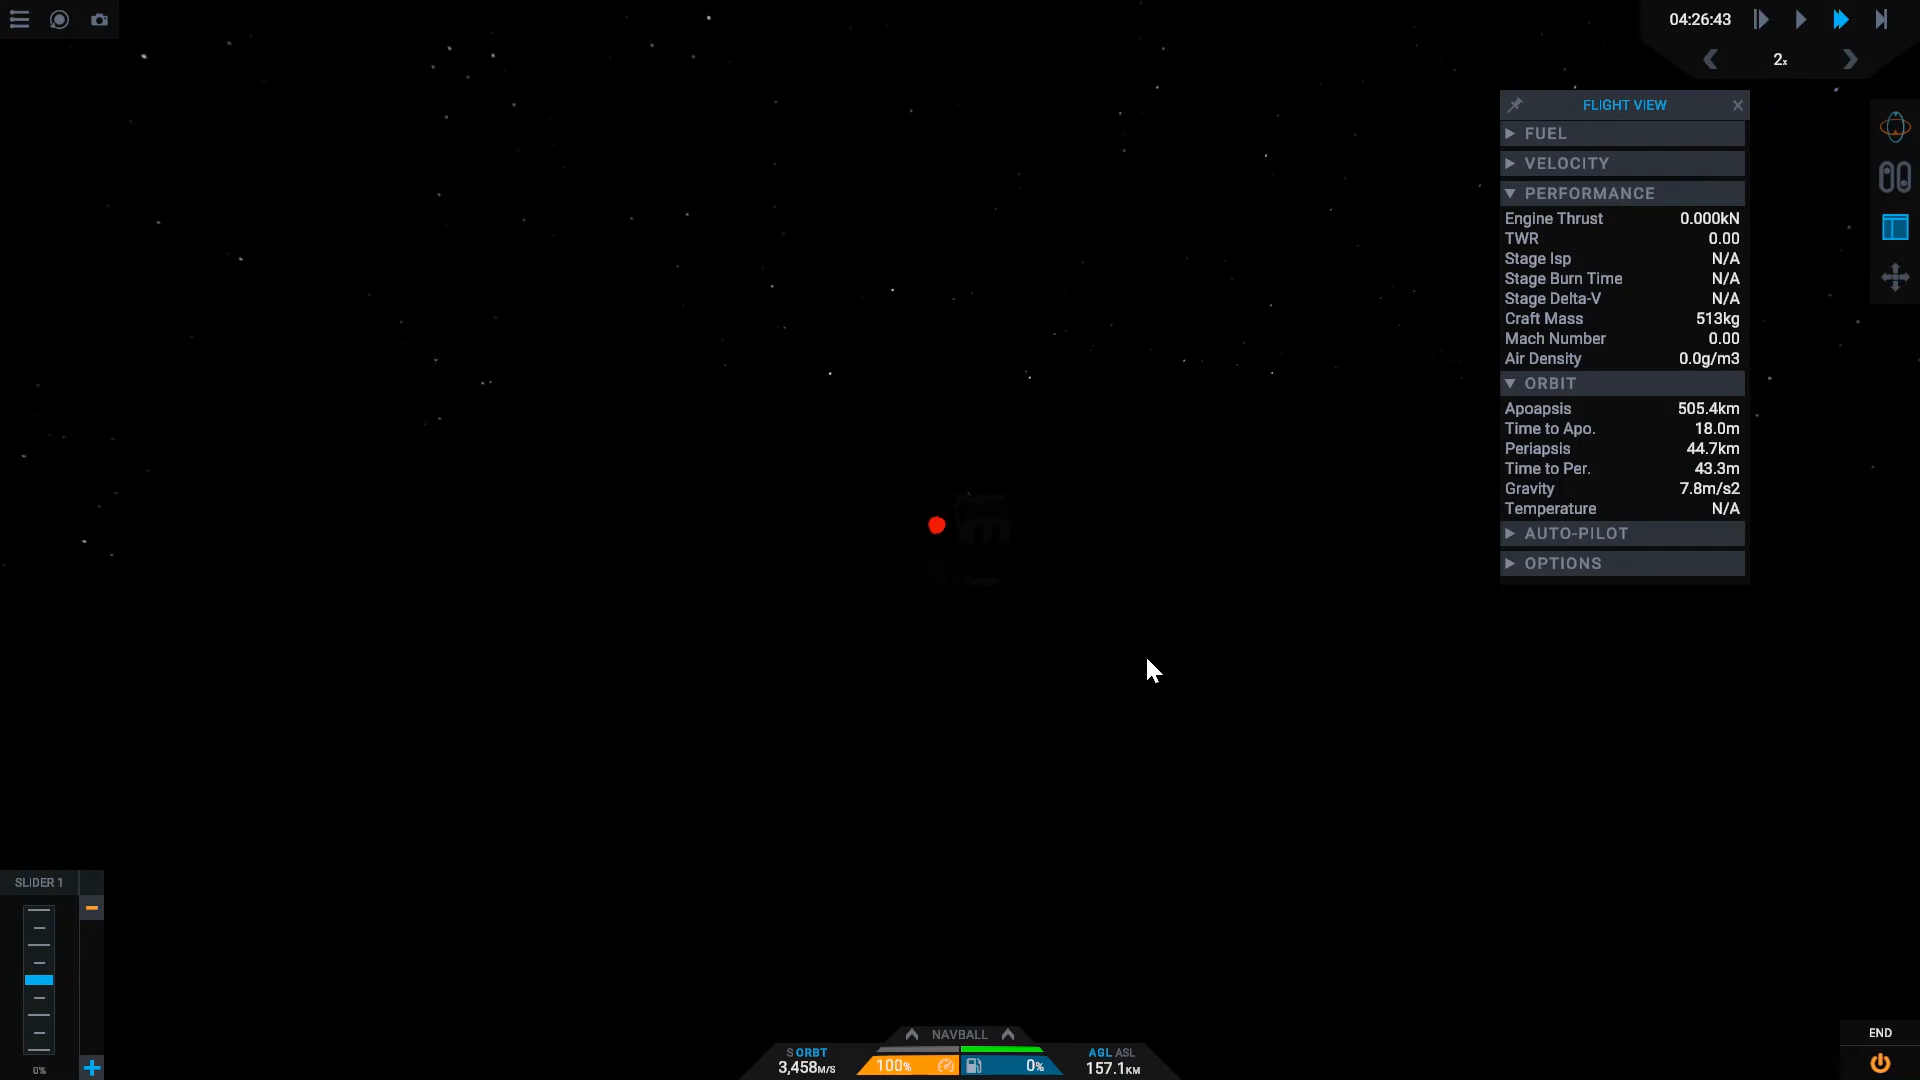 04:26:43
2x
FLIGHT VIEW
FUEL
VELOCITY
PERFORMANCE
Engine Thrust 0.000kN
TWR 0.00
Stage Isp N/A
Stage Burn Time N/A
Stage Delta-V N/A
Craft Mass 513kg
Mach Number 0.00
Air Density 0.0g/m3
ORBIT
Apoapsis 505.4km
Time to Apo. 18.0m
Periapsis 44.7km
Time to Per. 43.3m
Gravity 7.8m/s2
Temperature N/A
AUTO-PILOT
OPTIONS
SLIDER 1
0%
NAVBALL
S ORBT
3,458M/S
100%
0%
AGL ASL
157.1KM
END